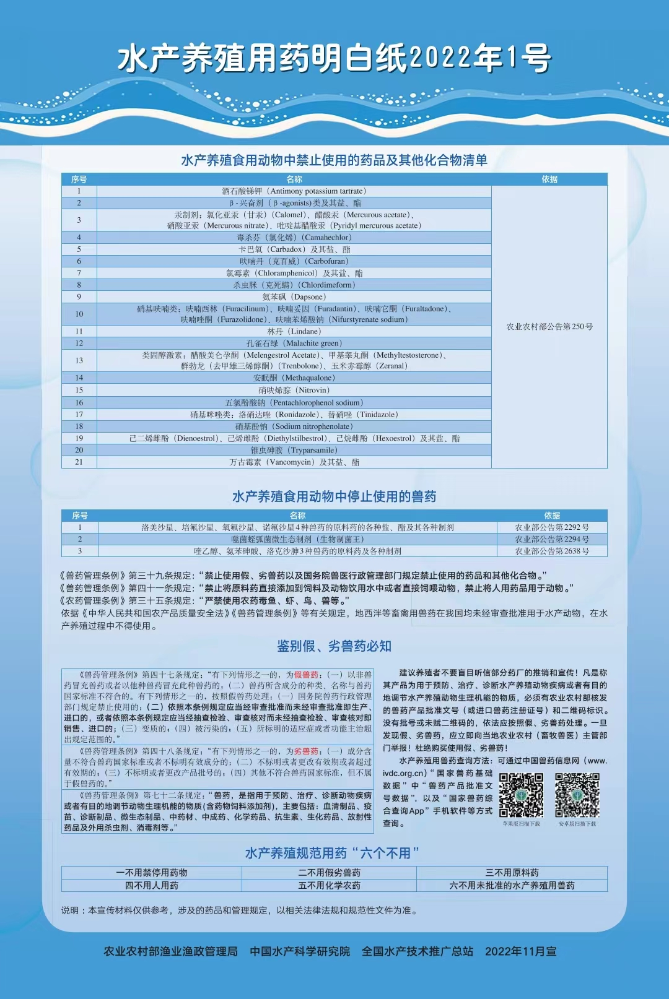 水产养殖用药明白纸2022年1号
水产养殖食用动物中禁止使用的药品及其他化合物清单
序号 名称 依据
1 酒石酸锑钾（Antimony potassium tartrate）
2 β-兴奋剂（β-agonists)类及其盐、酯
3 汞制剂：氯化亚汞（甘汞）（Calomel）、醋酸汞（Mercurous acetate）、
硝酸亚汞（Mercurous nitrate）、吡啶基醋酸汞（Pyridyl mercurous acetate）
4 毒杀芬（氯化烯）（Camahechlor）
5 卡巴氧（Carbadox）及其盐、酯
6 呋喃丹（克百威）（Carbofuran）
7 氯霉素（Chloramphenicol）及其盐、酯
8 杀虫脒（克死螨）（Chlordimeform）
9 氨苯砜（Dapsone）
10 硝基呋喃类：呋喃西林（Furacilinum）、呋喃妥因（Furadantin）、呋喃它酮（Furaltadone）、
呋喃唑酮（Furazolidone）、呋喃苯烯酸钠（Nifurstyrenate sodium）
农业农村部公告第250号
11 林丹（Lindane）
12 孔雀石绿（Malachite green）
13 类固醇激素：醋酸美仑孕酮（Melengestrol Acetate）、甲基睾丸酮（Methyltestosterone）、
群勃龙（去甲雄三烯醇酮）（Trenbolone）、玉米赤霉醇（Zeranal）
14 安眠酮（Methaqualone）
15 硝呋烯腙（Nitrovin）
16 五氯酚酸钠（Pentachlorophenol sodium）
17 硝基咪唑类：洛硝达唑（Ronidazole）、替硝唑（Tinidazole）
18 硝基酚钠（Sodium nitrophenolate）
19 己二烯雌酚（Dienoestrol）、己烯雌酚（Diethylstilbestrol）、己烷雌酚（Hexoestrol）及其盐、酯
20 锥虫砷胺（Tryparsamile）
21 万古霉素（Vancomycin）及其盐、酯
水产养殖食用动物中停止使用的兽药
序号 名称 依据
1 洛美沙星、培氟沙星、氧氟沙星、诺氟沙星4种兽药的原料药的各种盐、酯及其各种制剂 农业部公告第2292号
2 噬菌蛭弧菌微生态制剂（生物制菌王） 农业部公告第2294号
3 喹乙醇、氨苯砷酸、洛克沙胂3种兽药的原料药及各种制剂 农业部公告第2638号
《兽药管理条例》第三十九条规定：“禁止使用假、劣兽药以及国务院兽医行政管理部门规定禁止使用的药品和其他化合物。”
《兽药管理条例》第四十一条规定：“禁止将原料药直接添加到饲料及动物饮用水中或者直接饲喂动物，禁止将人用药品用于动物。”
《农药管理条例》第三十五条规定：“严禁使用农药毒鱼、虾、鸟、兽等。”
依据《中华人民共和国农产品质量安全法》《兽药管理条例》等有关规定，地西泮等畜禽用兽药在我国均未经审查批准用于水产动物，在水
产养殖过程中不得使用。
鉴别假、劣兽药必知
《兽药管理条例》第四十七条规定：“有下列情形之一的，为假兽药：（一）以非兽
药冒充兽药或者以他种兽药冒充此种兽药的；（二）兽药所含成分的种类、名称与兽药
国家标准不符合的。有下列情形之一的，按照假兽药处理：（一）国务院兽药行政管理
部门规定禁止使用的；（二）依照本条例规定应当经审查批准而未经审查批准即生产、
进口的，或者依照本条例规定应当经抽查检验、审查核对而未经抽查检验、审查核对即
销售、进口的；（三）变质的；（四）被污染的；（五）所标明的适应症或者功能主治超
出规定范围的。”
《兽药管理条例》第四十八条规定：“有下列情形之一的，为劣兽药：（一）成分含
量不符合兽药国家标准或者不标明有效成分的；（二）不标明或者更改有效期或者超过
有效期的；（三）不标明或者更改产品批号的；（四）其他不符合兽药国家标准，但不属
于假兽药的。”
《兽药管理条例》第七十二条规定：“兽药，是指用于预防、治疗、诊断动物疾病
或者有目的地调节动物生理机能的物质(含药物饲料添加剂)，主要包括：血清制品、疫
苗、诊断制品、微生态制品、中药材、中成药、化学药品、抗生素、生化药品、放射性
药品及外用杀虫剂、消毒剂等。”
建议养殖者不要盲目听信部分药厂的推销和宣传！凡是称
其产品为用于预防、治疗、诊断水产养殖动物疾病或者有目的
地调节水产养殖动物生理机能的物质，必须有农业农村部核发
的兽药产品批准文号（或进口兽药注册证号）和二维码标识。
没有批号或未赋二维码的，依法应按照假、劣兽药处理。一旦
发现假、劣兽药，应立即向当地农业农村（畜牧兽医）主管部
门举报！杜绝购买使用假、劣兽药！
水产养殖用兽药查询方法：可通过中国兽药信息网（www.
ivdc.org.cn）“国家兽药基础
数据”中“兽药产品批准文
号数据”，以及“国家兽药综
合查询App”手机软件等方式
查询。
苹果版扫描下载 安卓版扫描下载
水产养殖规范用药“六个不用”
一不用禁停用药物 二不用假劣兽药 三不用原料药
四不用人用药 五不用化学农药 六不用未批准的水产养殖用兽药
说明：本宣传材料仅供参考，涉及的药品和管理规定，以相关法律法规和规范性文件为准。
农业农村部渔业渔政管理局 中国水产科学研究院 全国水产技术推广总站 2022年11月宣